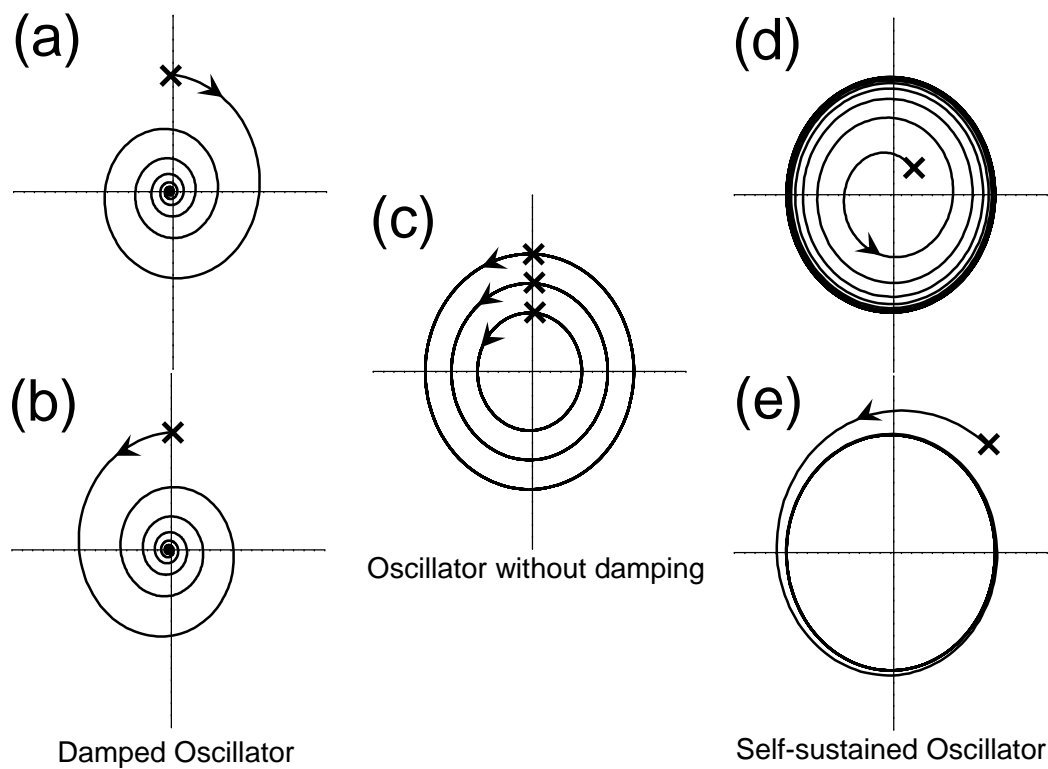 (a)
(b)
Damped Oscillator
(c)
Oscillator without damping
(d)
(e)
Self-sustained Oscillator